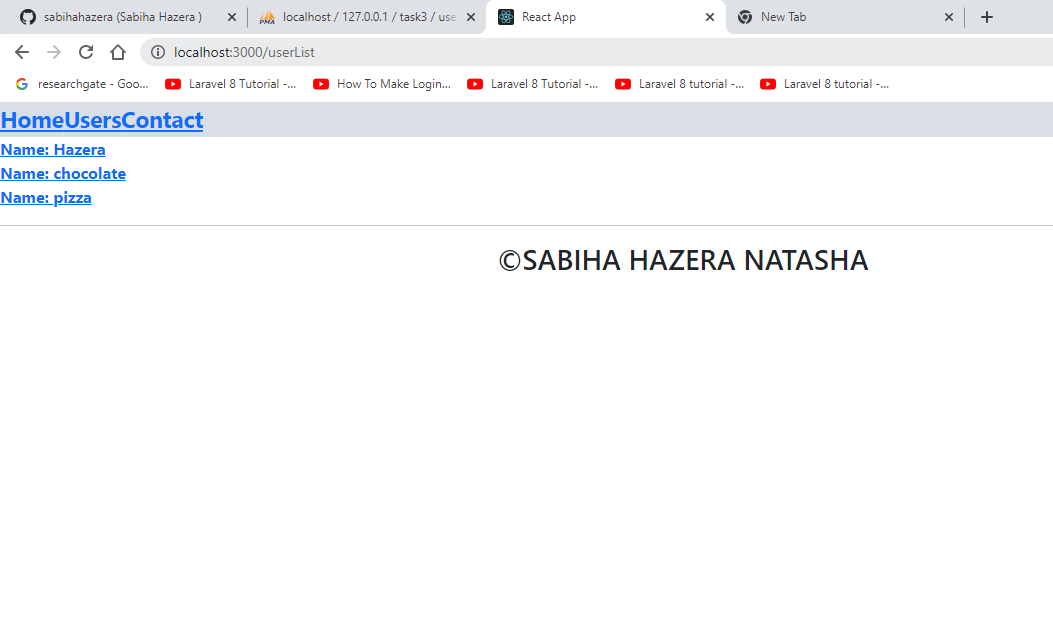 sabihahazera (Sabiha Hazera )
localhost / 127.0.0.1 / task3 / use
React App
New Tab
localhost:3000/userList
researchgate - Goo...
Laravel 8 Tutorial -...
How To Make Login...
Laravel 8 Tutorial -...
Laravel 8 tutorial -...
Laravel 8 tutorial -...
HomeUsersContact
Name: Hazera
Name: chocolate
Name: pizza
©SABIHA HAZERA NATASHA